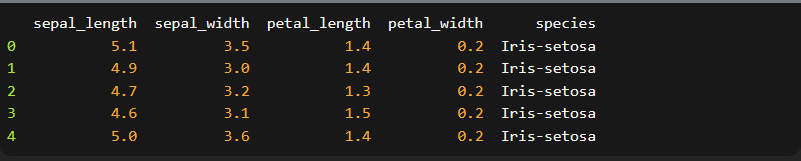 sepal_length sepal_width petal_length petal_width species
0 5.1 3.5 1.4 0.2 Iris-setosa
1 4.9 3.0 1.4 0.2 Iris-setosa
2 4.7 3.2 1.3 0.2 Iris-setosa
3 4.6 3.1 1.5 0.2 Iris-setosa
4 5.0 3.6 1.4 0.2 Iris-setosa